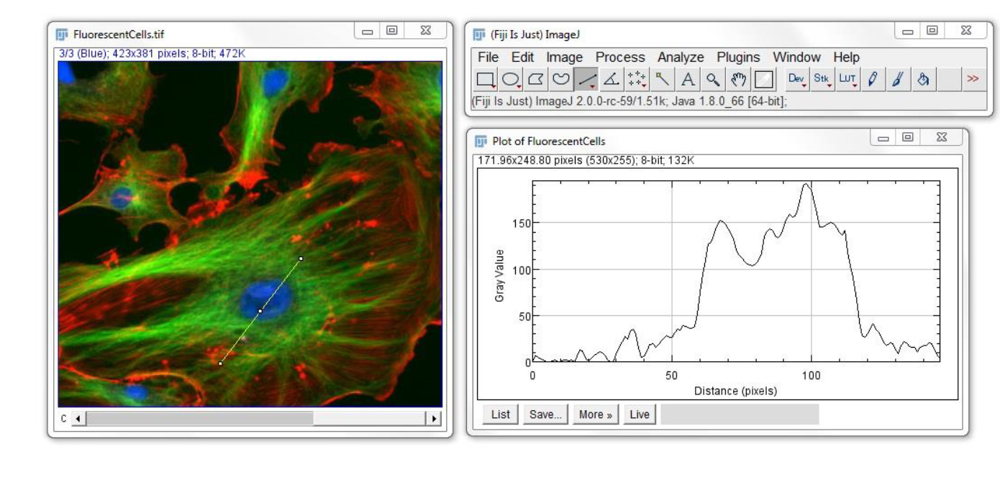 FluorescentCells.tif
3/3 (Blue); 423x381 pixels; 8-bit; 472K
C
(Fiji Is Just) ImageJ
File Edit Image Process Analyze Plugins Window Help
A Dev Stk LUT >>
(Fiji Is Just) ImageJ 2.0.0-rc-59/1.51k; Java 1.8.0_66 [64-bit];
Plot of FluorescentCells
171.96x248.80 pixels (530x255); 8-bit; 132K
Gray Value
150
100
50
0
0 50 100
Distance (pixels)
List Save... More » Live